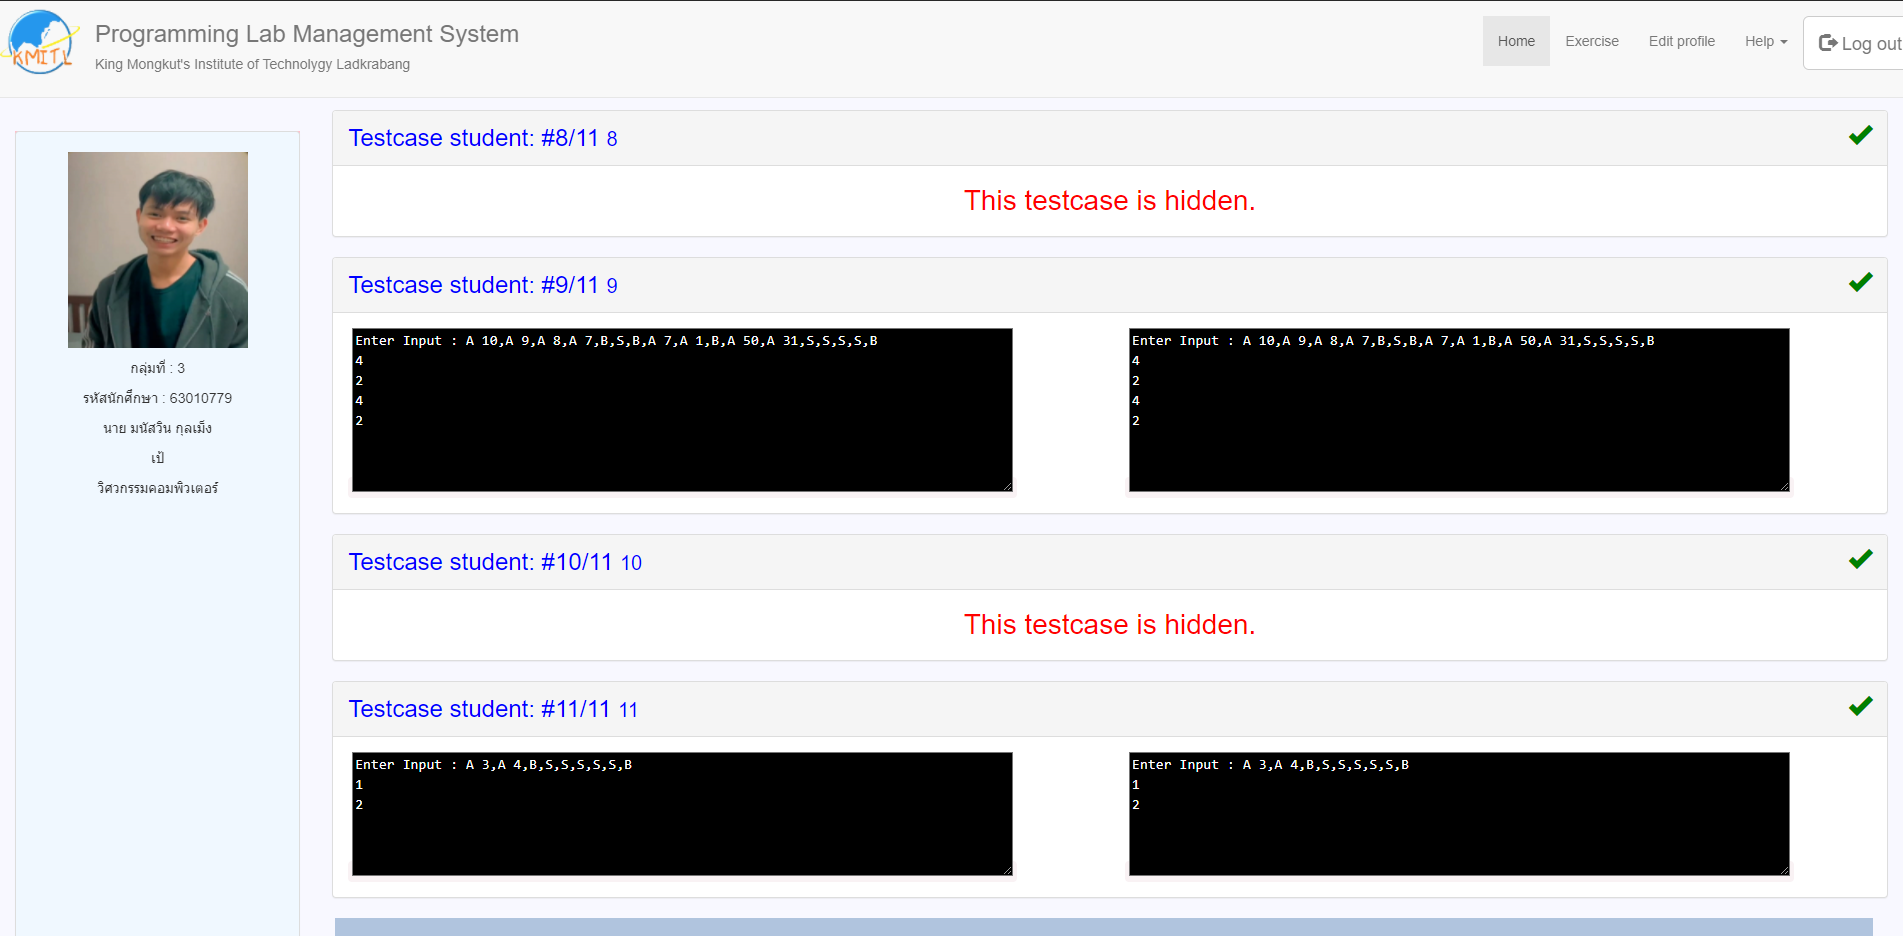 KMITL
Programming Lab Management System
King Mongkut's Institute of Technolygy Ladkrabang
Home
Exercise
Edit profile
Help
Log out
กลุ่มที่ : 3
รหัสนักศึกษา : 63010779
นาย มนัสวิน กุลเม็ง
เป้
วิศวกรรมคอมพิวเตอร์
Testcase student: #8/11 8
This testcase is hidden.
Testcase student: #9/11 9
Enter Input : A 10,A 9,A 8,A 7,B,S,B,A 7,A 1,B,A 50,A 31,S,S,S,S,B
4
2
4
2
Enter Input : A 10,A 9,A 8,A 7,B,S,B,A 7,A 1,B,A 50,A 31,S,S,S,S,B
4
2
4
2
Testcase student: #10/11 10
This testcase is hidden.
Testcase student: #11/11 11
Enter Input : A 3,A 4,B,S,S,S,S,S,B
1
2
Enter Input : A 3,A 4,B,S,S,S,S,S,B
1
2